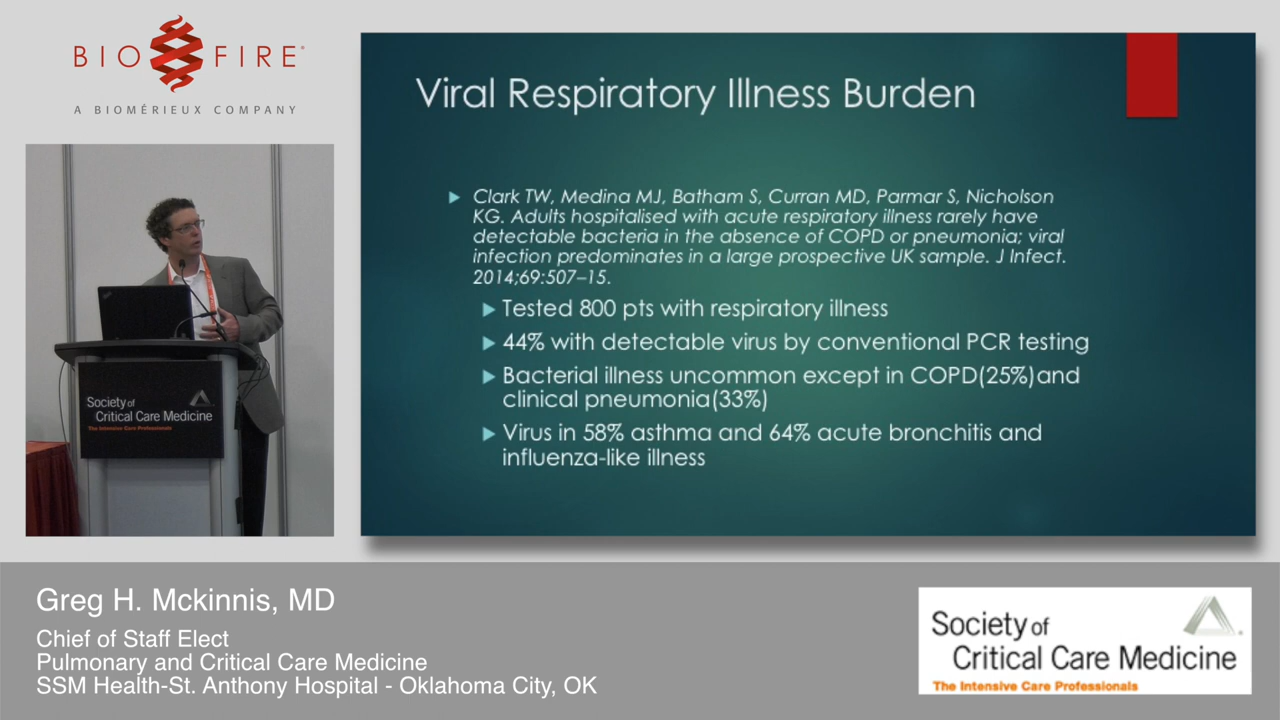 BIO FIRE®
A BIOMÉRIEUX COMPANY
Viral Respiratory Illness Burden
Clark TW, Medina MJ, Batham S, Curran MD, Parmar S, Nicholson
KG. Adults hospitalised with acute respiratory illness rarely have
detectable bacteria in the absence of COPD or pneumonia; viral
infection predominates in a large prospective UK sample. J Infect.
2014;69:507–15.
Tested 800 pts with respiratory illness
44% with detectable virus by conventional PCR testing
Bacterial illness uncommon except in COPD(25%)and
clinical pneumonia(33%)
Virus in 58% asthma and 64% acute bronchitis and
influenza-like illness
Society of
Critical Care Medicine
The Intensive Care Professionals
Greg H. Mckinnis, MD
Chief of Staff Elect
Pulmonary and Critical Care Medicine
SSM Health-St. Anthony Hospital - Oklahoma City, OK
Society of
Critical Care Medicine
The Intensive Care Professionals